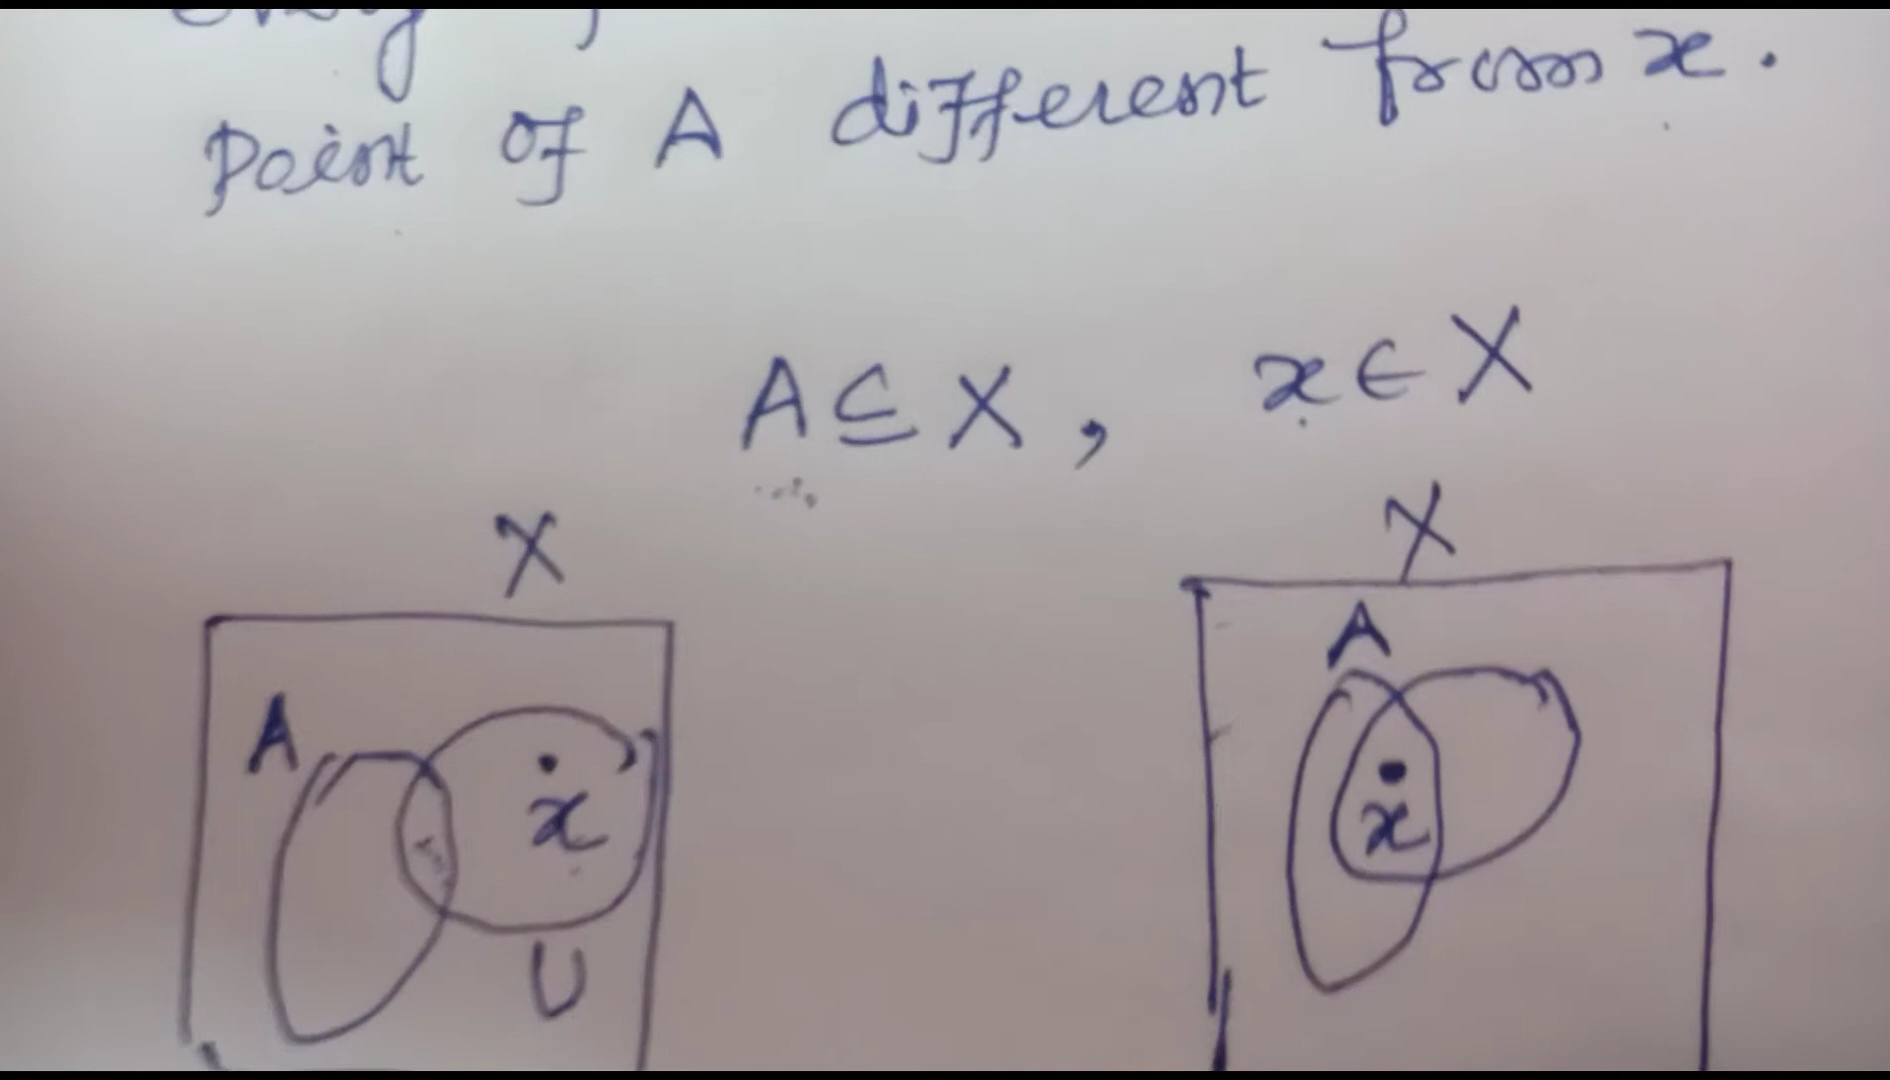 point of A different from x.
A ⊆ X, x ∈ X
X X
A A
x x
U